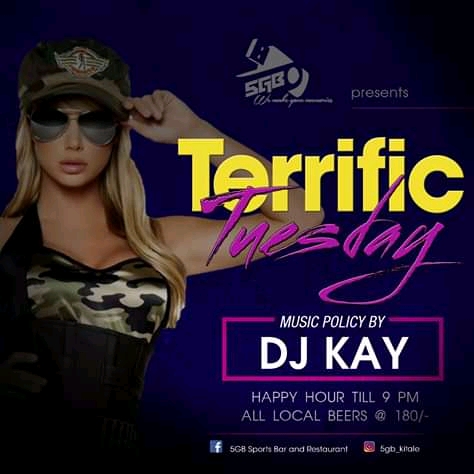 5GB
We make your memories
presents
Terrific
Tuesday
MUSIC POLICY BY
DJ KAY
HAPPY HOUR TILL 9 PM
ALL LOCAL BEERS @ 180/-
5GB Sports Bar and Restaurant
5gb_kitale